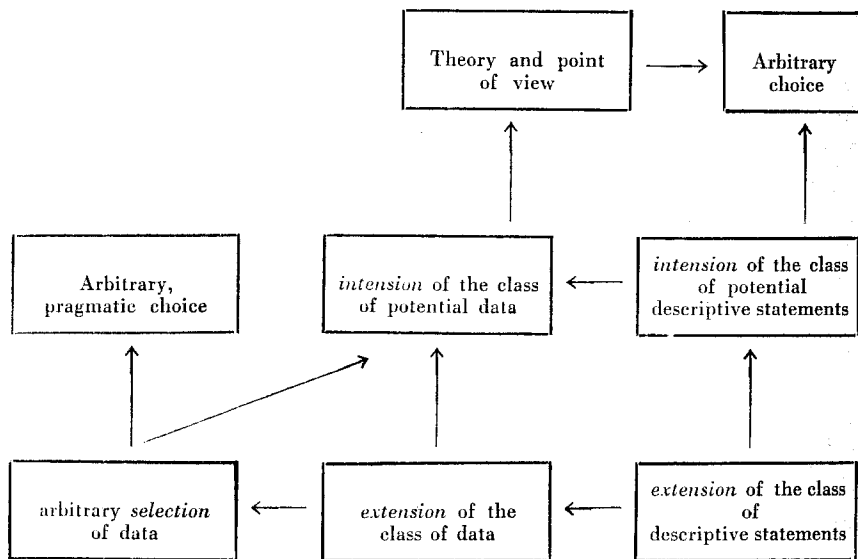 Theory and point
of view
Arbitrary
choice
Arbitrary,
pragmatic choice
intension of the class
of potential data
intension of the class
of potential
descriptive statements
arbitrary selection
of data
extension of the
class of data
extension of the class
of
descriptive statements